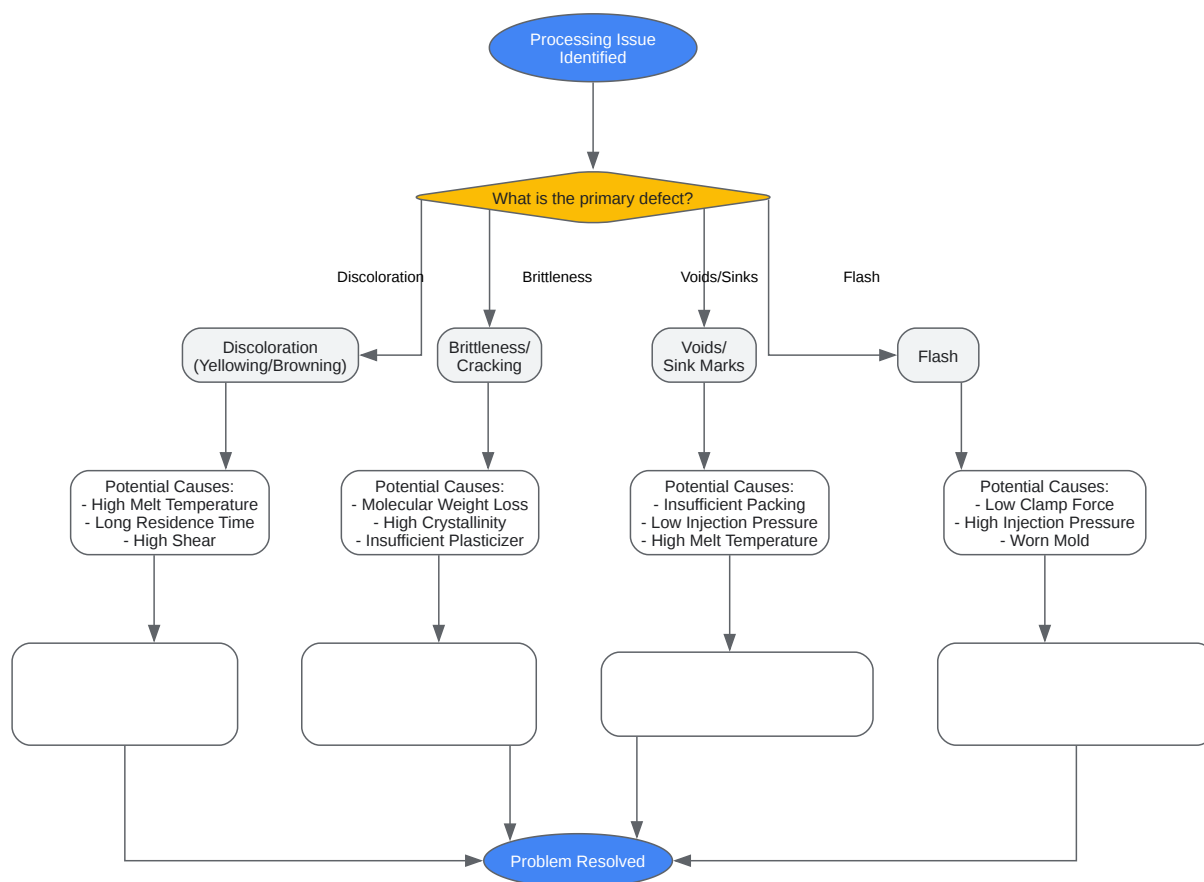 Processing Issue
Identified
What is the primary defect?
Discoloration
Brittleness
Voids/Sinks
Flash
Discoloration
(Yellowing/Browning)
Brittleness/
Cracking
Voids/
Sink Marks
Flash
Potential Causes:
- High Melt Temperature
- Long Residence Time
- High Shear
Potential Causes:
- Molecular Weight Loss
- High Crystallinity
- Insufficient Plasticizer
Potential Causes:
- Insufficient Packing
- Low Injection Pressure
- High Melt Temperature
Potential Causes:
- Low Clamp Force
- High Injection Pressure
- Worn Mold
Problem Resolved